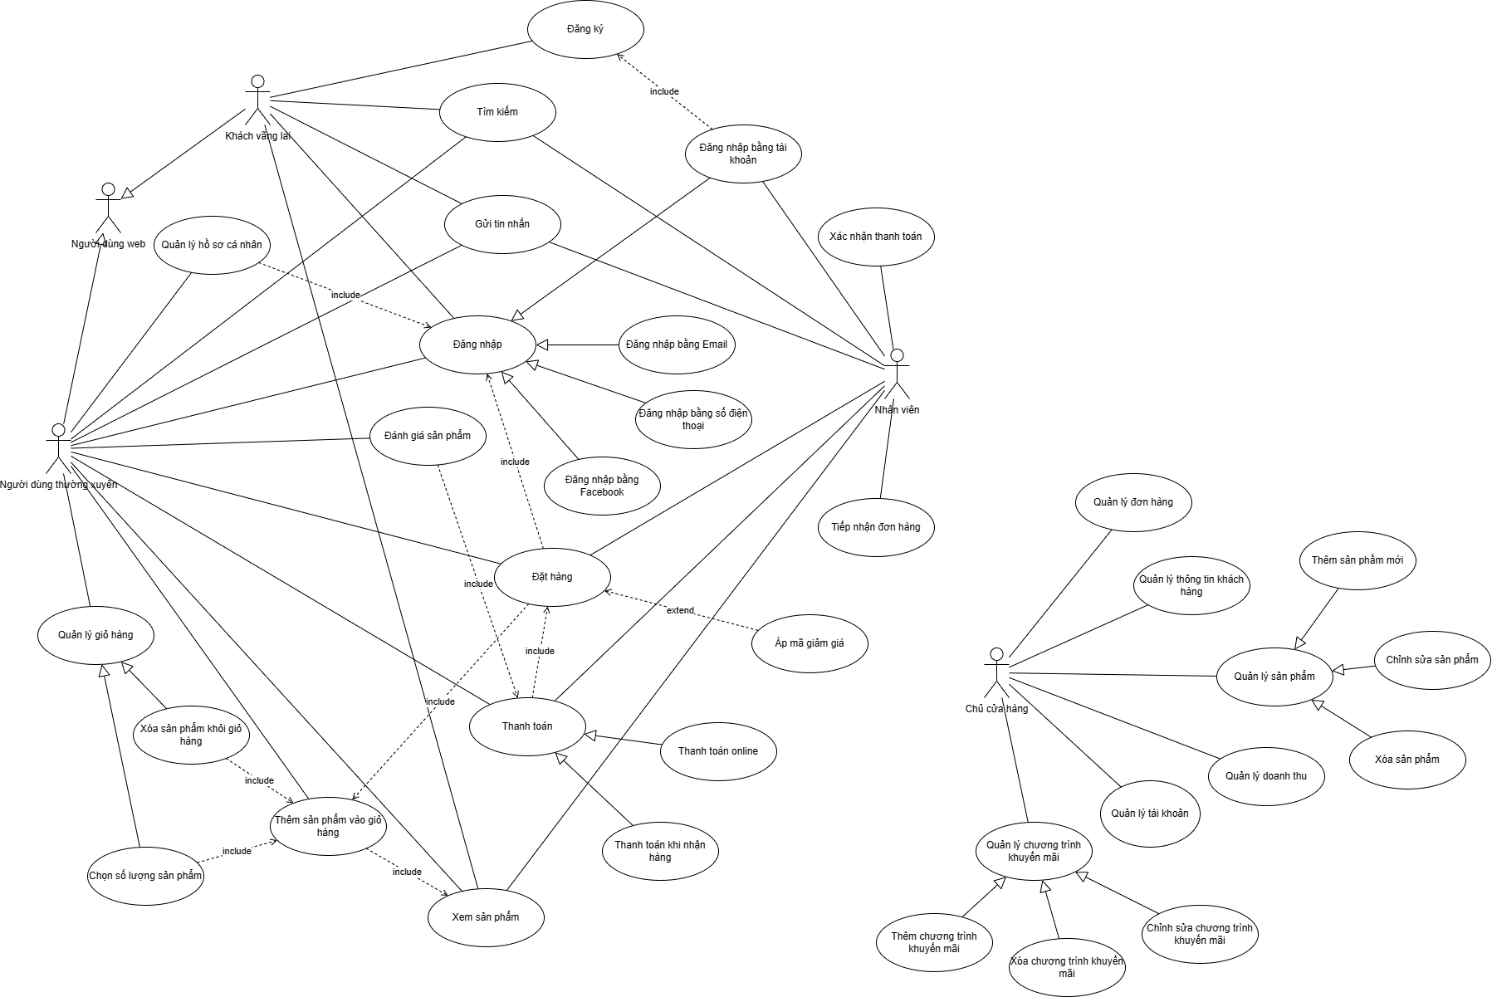 Đăng ký
include
Tìm kiếm
Khách vãng lai
Đăng nhập bằng tài
khoản
Người dùng web
Quản lý hồ sơ cá nhân
Gửi tin nhắn
Xác nhận thanh toán
include
Đăng nhập
Đăng nhập bằng Email
Nhân viên
Đăng nhập bằng số điện
thoại
Đánh giá sản phẩm
include
Đăng nhập bằng
Facebook
Người dùng thường xuyên
Tiếp nhận đơn hàng
Quản lý đơn hàng
Thêm sản phầm mới
Đặt hàng
include
Quản lý thông tin khách
hàng
extend
Quản lý giỏ hàng
include
Áp mã giảm giá
Chỉnh sửa sản phẩm
Quản lý sản phẩm
Chủ cửa hàng
include
Xóa sản phẩm khỏi giỏ
hàng
Thanh toán
Thanh toán online
Xóa sản phẩm
include
Quản lý doanh thu
Thêm sản phẩm vào giỏ
hàng
Quản lý tài khoản
include
Thanh toán khi nhận
hàng
Quản lý chương trình
khuyến mãi
include
Chọn số lượng sản phẩm
Xem sản phẩm
Thêm chương trình
khuyến mãi
Chỉnh sửa chương trình
khuyến mãi
Xóa chương trình khuyến
mãi